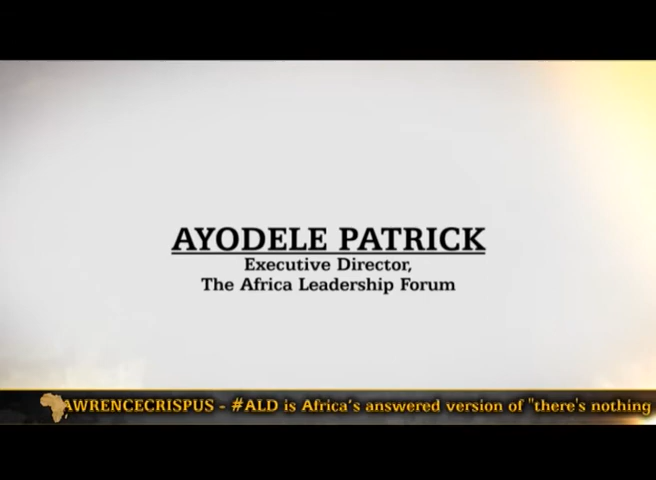 AYODELE PATRICK
Executive Director,
The Africa Leadership Forum
AWRENCECRISPUS - #ALD is Africa's answered version of "there's nothing